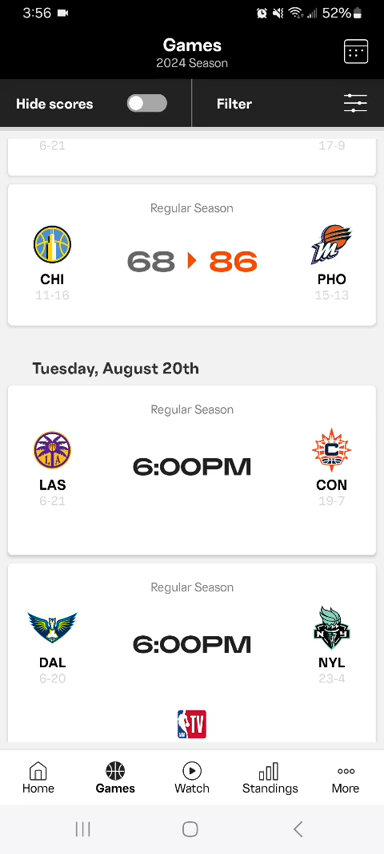 3:56
52%
Games
2024 Season
Hide scores
Filter
6-21
17-9
Regular Season
68
86
CHI
PHO
11-16
15-13
Tuesday, August 20th
Regular Season
6:00PM
LAS
CON
6-21
19-7
Regular Season
6:00PM
DAL
NYL
6-20
23-4
TV
Home
Games
Watch
Standings
More